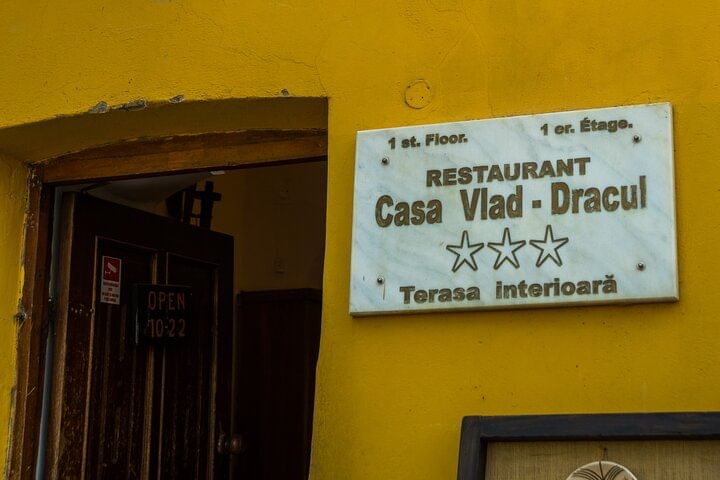 1 st. Floor.
1 er. Étage.
RESTAURANT
Casa Vlad - Dracul
Terasa interioară
OPEN
10-22